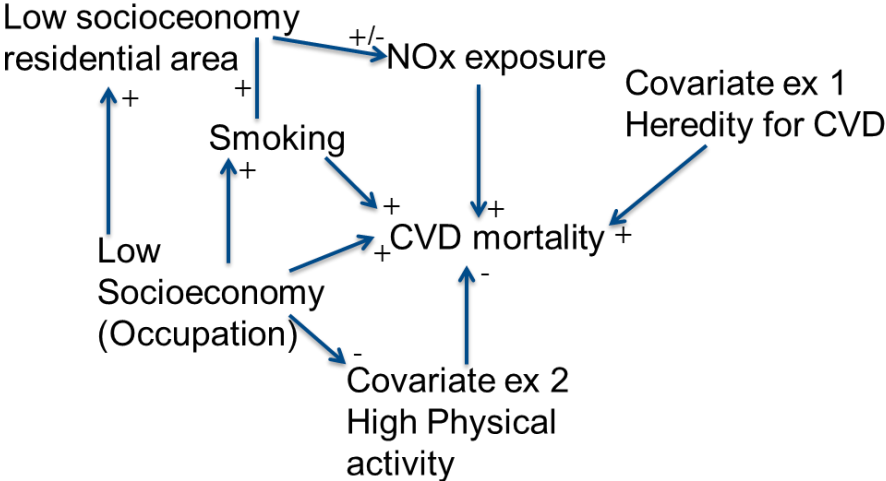 Low socioceonomy
residential area
+/-
NOx exposure
Covariate ex 1
Heredity for CVD
+
+
Smoking
+
+
+
CVD mortality +
+
-
Low
Socioeconomy
(Occupation)
-
Covariate ex 2
High Physical
activity